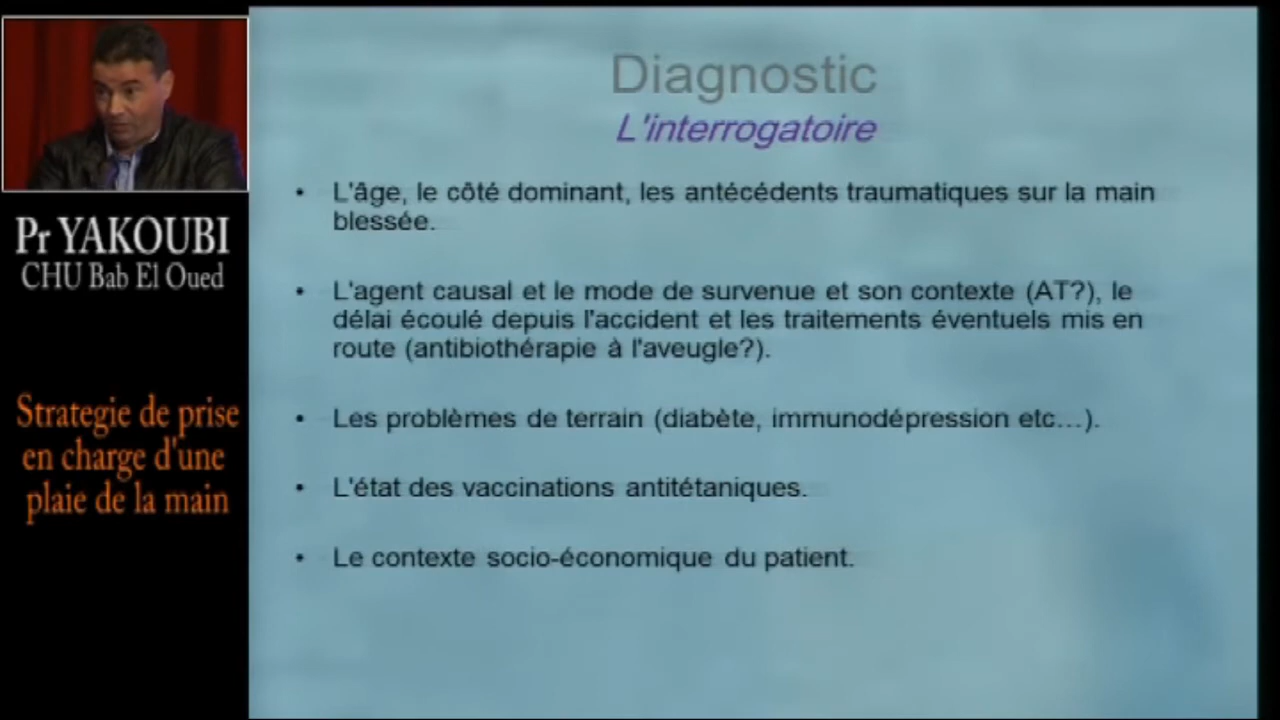 Pr YAKOUBI
CHU Bab El Oued
Strategie de prise
en charge d'une
plaie de la main
Diagnostic
L'interrogatoire
• L'âge, le côté dominant, les antécédents traumatiques sur la main
blessée.
• L'agent causal et le mode de survenue et son contexte (AT?), le
délai écoulé depuis l'accident et les traitements éventuels mis en
route (antibiothérapie à l'aveugle?).
• Les problèmes de terrain (diabète, immunodépression etc...).
• L'état des vaccinations antitétaniques.
• Le contexte socio-économique du patient.